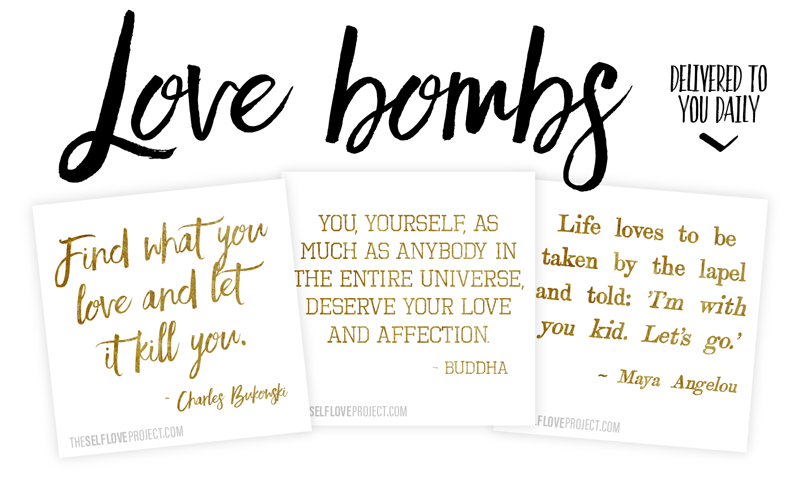 Love bombs
DELIVERED TO
YOU DAILY
Find what you
love and let
it kill you.
~ Charles Bukowski
THESELFLOVEPROJECT.COM
YOU, YOURSELF, AS
MUCH AS ANYBODY IN
THE ENTIRE UNIVERSE,
DESERVE YOUR LOVE
AND AFFECTION.
~ BUDDHA
SELFLOVEPROJECT.COM
Life loves to be
taken by the lapel
and told: 'I'm with
you kid. Let's go.'
~ Maya Angelou
ELFLOVEPROJECT.COM